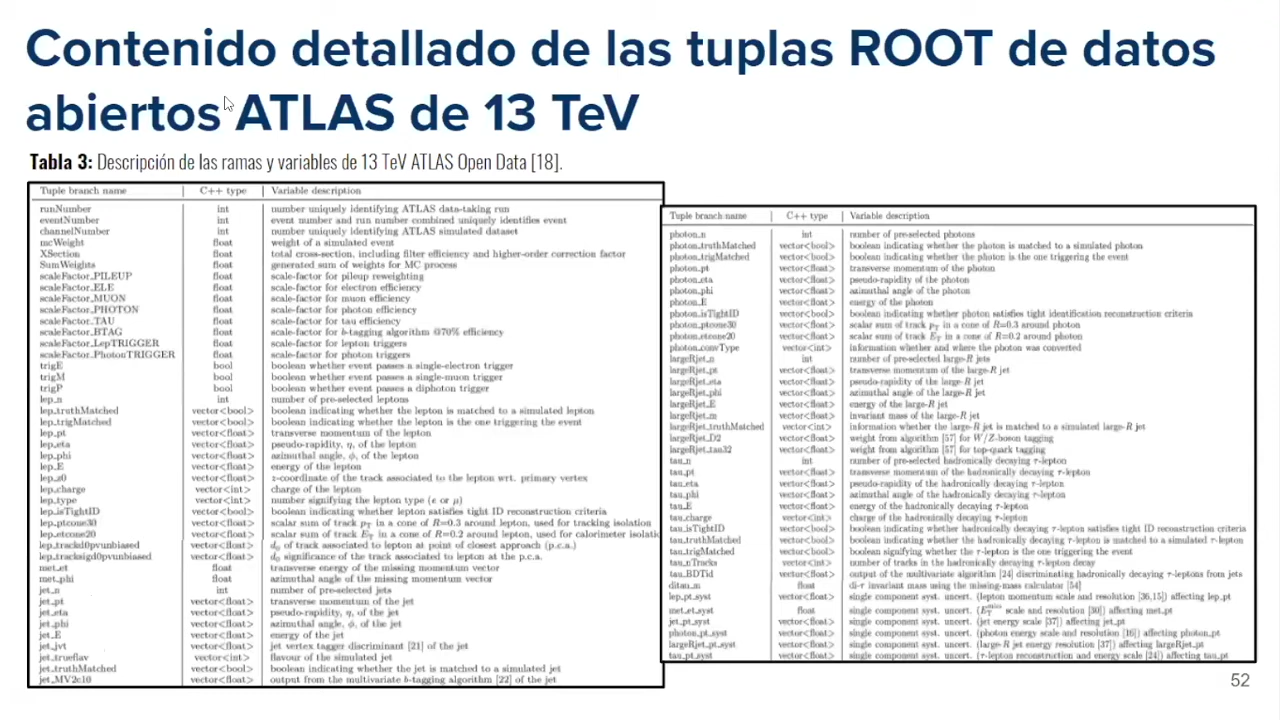 Contenido detallado de las tuplas ROOT de datos
abiertos ATLAS de 13 TeV
Tabla 3: Descripción de las ramas y variables de 13 TeV ATLAS Open Data [18].
Tuple branch name | C++ type | Variable description
runNumber int number uniquely identifying ATLAS data-taking run
eventNumber int event number and run number combined uniquely identifies event
channelNumber int number uniquely identifying ATLAS simulated dataset
mcWeight float weight of a simulated event
XSection float total cross-section, including filter efficiency and higher-order correction factor
SumWeights float generated sum of weights for MC process
scaleFactor_PILEUP float scale-factor for pileup reweighting
scaleFactor_ELE float scale-factor for electron efficiency
scaleFactor_MUON float scale-factor for muon efficiency
scaleFactor_PHOTON float scale-factor for photon efficiency
scaleFactor_TAU float scale-factor for tau efficiency
scaleFactor_BTAG float scale-factor for b-tagging algorithm @70% efficiency
scaleFactor_LepTRIGGER float scale-factor for lepton triggers
scaleFactor_PhotonTRIGGER float scale-factor for photon triggers
trigE bool boolean whether event passes a single-electron trigger
trigM bool boolean whether event passes a single-muon trigger
trigP bool boolean whether event passes a diphoton trigger
lep_n int number of pre-selected leptons
lep_truthMatched vector<bool> boolean indicating whether the lepton is matched to a simulated lepton
lep_trigMatched vector<bool> boolean indicating whether the lepton is the one triggering the event
lep_pt vector<float> transverse momentum of the lepton
lep_eta vector<float> pseudo-rapidity, η, of the lepton
lep_phi vector<float> azimuthal angle, ϕ, of the lepton
lep_E vector<float> energy of the lepton
lep_z0 vector<float> z-coordinate of the track associated to the lepton wrt. primary vertex
lep_charge vector<int> charge of the lepton
lep_type vector<int> number signifying the lepton type (e or μ)
lep_isTightID vector<bool> boolean indicating whether lepton satisfies tight ID reconstruction criteria
lep_ptcone30 vector<float> scalar sum of track pT in a cone of R=0.3 around lepton, used for tracking isolation
lep_etcone20 vector<float> scalar sum of track ET in a cone of R=0.2 around lepton, used for calorimeter isolatio
lep_trackd0pvunbiased vector<float> d0 of track associated to lepton at point of closest approach (p.c.a.)
lep_tracksigd0pvunbiased vector<float> d0 significance of the track associated to lepton at the p.c.a.
met_et float transverse energy of the missing momentum vector
met_phi float azimuthal angle of the missing momentum vector
jet_n int number of pre-selected jets
jet_pt vector<float> transverse momentum of the jet
jet_eta vector<float> pseudo-rapidity, η, of the jet
jet_phi vector<float> azimuthal angle, ϕ, of the jet
jet_E vector<float> energy of the jet
jet_jvt vector<float> jet vertex tagger discriminant [21] of the jet
jet_trueflav vector<int> flavour of the simulated jet
jet_truthMatched vector<bool> boolean indicating whether the jet is matched to a simulated jet
jet_MV2c10 vector<float> output from the multivariate b-tagging algorithm [22] of the jet
Tuple branch name | C++ type | Variable description
photon_n int number of pre-selected photons
photon_truthMatched vector<bool> boolean indicating whether the photon is matched to a simulated photon
photon_trigMatched vector<bool> boolean indicating whether the photon is the one triggering the event
photon_pt vector<float> transverse momentum of the photon
photon_eta vector<float> pseudo-rapidity of the photon
photon_phi vector<float> azimuthal angle of the photon
photon_E vector<float> energy of the photon
photon_isTightID vector<bool> boolean indicating whether photon satisfies tight identification reconstruction criteria
photon_ptcone30 vector<float> scalar sum of track pT in a cone of R=0.3 around photon
photon_etcone20 vector<float> scalar sum of track ET in a cone of R=0.2 around photon
photon_convType vector<int> information whether and where the photon was converted
largeRjet_n int number of pre-selected large-R jets
largeRjet_pt vector<float> transverse momentum of the large-R jet
largeRjet_eta vector<float> pseudo-rapidity of the large-R jet
largeRjet_phi vector<float> azimuthal angle of the large-R jet
largeRjet_E vector<float> energy of the large-R jet
largeRjet_m vector<float> invariant mass of the large-R jet
largeRjet_truthMatched vector<int> information whether the large-R jet is matched to a simulated large-R jet
largeRjet_D2 vector<float> weight from algorithm [57] for W/Z-boson tagging
largeRjet_tau32 vector<float> weight from algorithm [57] for top-quark tagging
tau_n int number of pre-selected hadronically decaying τ-lepton
tau_pt vector<float> transverse momentum of the hadronically decaying τ-lepton
tau_eta vector<float> pseudo-rapidity of the hadronically decaying τ-lepton
tau_phi vector<float> azimuthal angle of the hadronically decaying τ-lepton
tau_E vector<float> energy of the hadronically decaying τ-lepton
tau_charge vector<int> charge of the hadronically decaying τ-lepton
tau_isTightID vector<bool> boolean indicating whether hadronically decaying τ-lepton satisfies tight ID reconstruction criteria
tau_truthMatched vector<bool> boolean indicating whether the hadronically decaying τ-lepton is matched to a simulated τ-lepton
tau_trigMatched vector<bool> boolean signifying whether the τ-lepton is the one triggering the event
tau_nTracks vector<int> number of tracks in the hadronically decaying τ-lepton decay
tau_BDTid vector<float> output of the multivariate algorithm [24] discriminating hadronically decaying τ-leptons from jets
ditau_m float di-τ invariant mass using the missing-mass calculator [54]
lep_pt_syst vector<float> single component syst. uncert. (lepton momentum scale and resolution [36,15]) affecting lep_pt
met_et_syst float single component syst. uncert. (ETmiss scale and resolution [30]) affecting met_pt
jet_pt_syst vector<float> single component syst. uncert. (jet energy scale [37]) affecting jet_pt
photon_pt_syst vector<float> single component syst. uncert. (photon energy scale and resolution [16]) affecting photon_pt
largeRjet_pt_syst vector<float> single component syst. uncert. (large-R jet energy resolution [37]) affecting largeRjet_pt
tau_pt_syst vector<float> single component syst. uncert. (τ-lepton reconstruction and energy scale [24]) affecting tau_pt
52